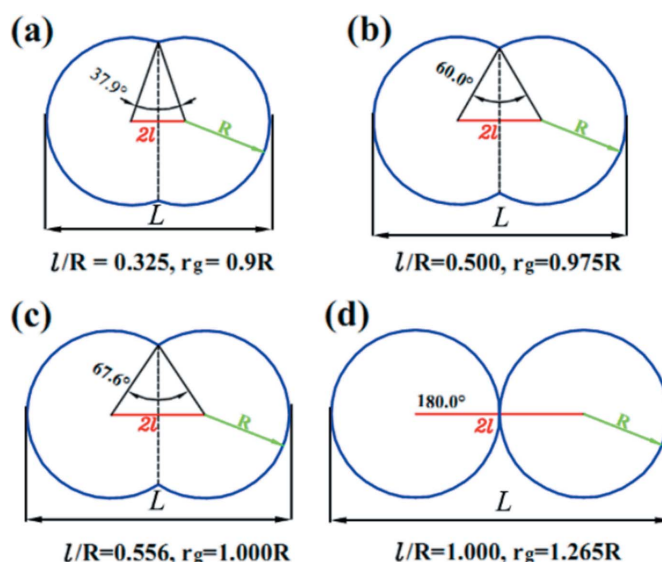 (a)
37.9°
2l
R
L
l/R = 0.325, rg = 0.9R
(b)
60.0°
2l
R
L
l/R=0.500, rg=0.975R
(c)
67.6°
2l
R
L
l/R=0.556, rg=1.000R
(d)
180.0°
2l
R
L
l/R=1.000, rg=1.265R